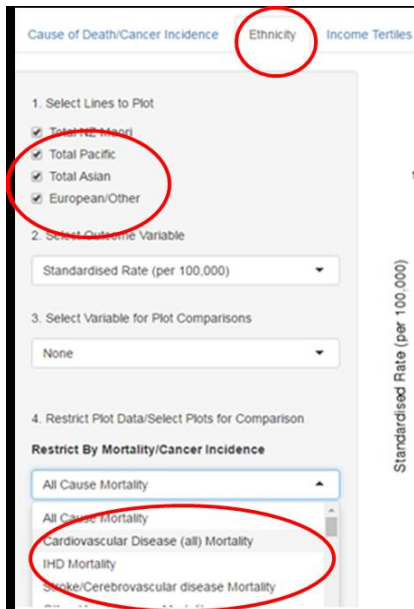 Cause of Death/Cancer Incidence Ethnicity Income Tertiles
1. Select Lines to Plot
Total NZ Maori
Total Pacific
Total Asian
European/Other
2. Select Outcome Variable
Standardised Rate (per 100,000)
3. Select Variable for Plot Comparisons
None
4. Restrict Plot Data/Select Plots for Comparison
Restrict By Mortality/Cancer Incidence
All Cause Mortality
All Cause Mortality
Cardiovascular Disease (all) Mortality
IHD Mortality
Stroke/Cerebrovascular disease Mortality
Standardised Rate (per 100,000)